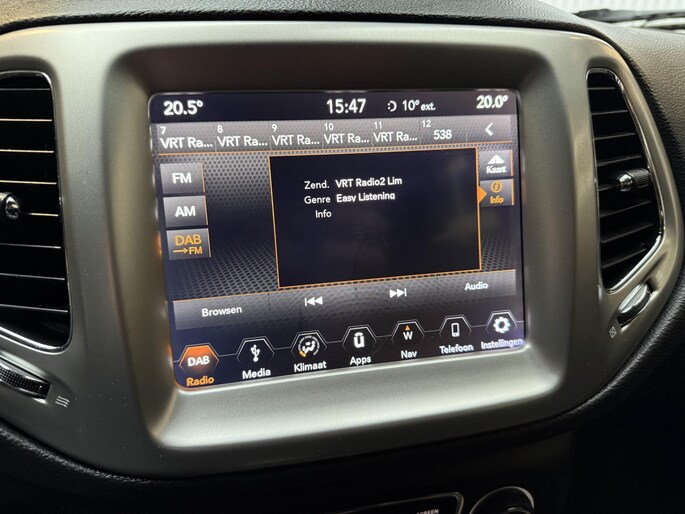 20.5° 15:47 10° ext. 20.0°
7 8 9 10 11 12
VRT Ra... VRT Ra... VRT Ra... VRT Ra... VRT Ra... 538
FM
AM
DAB
→FM
Zend. VRT Radio2 Lim
Genre Easy Listening
Info
Kaart
Info
Browsen
Audio
DAB
Radio
Media
Klimaat
Apps
W
Nav
Telefoon
Instellingen
SCREEN